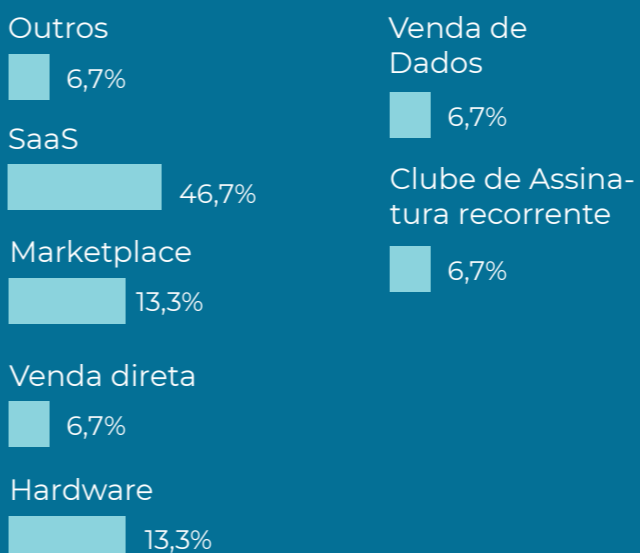 Outros
6,7%
SaaS
46,7%
Marketplace
13,3%
Venda direta
6,7%
Hardware
13,3%
Venda de
Dados
6,7%
Clube de Assina-
tura recorrente
6,7%